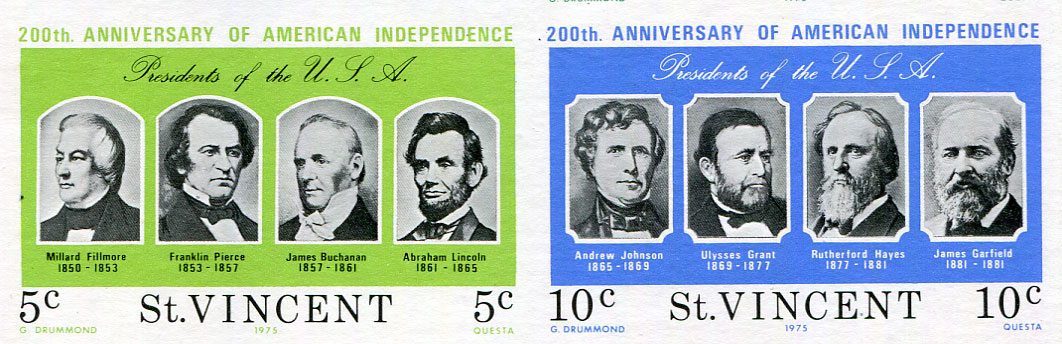 G. DRUMMOND 1975
200th. ANNIVERSARY OF AMERICAN INDEPENDENCE
Presidents of the U.S.A.
Millard Fillmore
1850 - 1853
Franklin Pierce
1853 - 1857
James Buchanan
1857 - 1861
Abraham Lincoln
1861 - 1865
5c St.VINCENT 5c
G. DRUMMOND 1975 QUESTA
200th. ANNIVERSARY OF AMERICAN INDEPENDENCE
Presidents of the U.S.A.
Andrew Johnson
1865 - 1869
Ulysses Grant
1869 - 1877
Rutherford Hayes
1877 - 1881
James Garfield
1881 - 1881
10c St.VINCENT 10c
G. DRUMMOND 1975 QUESTA